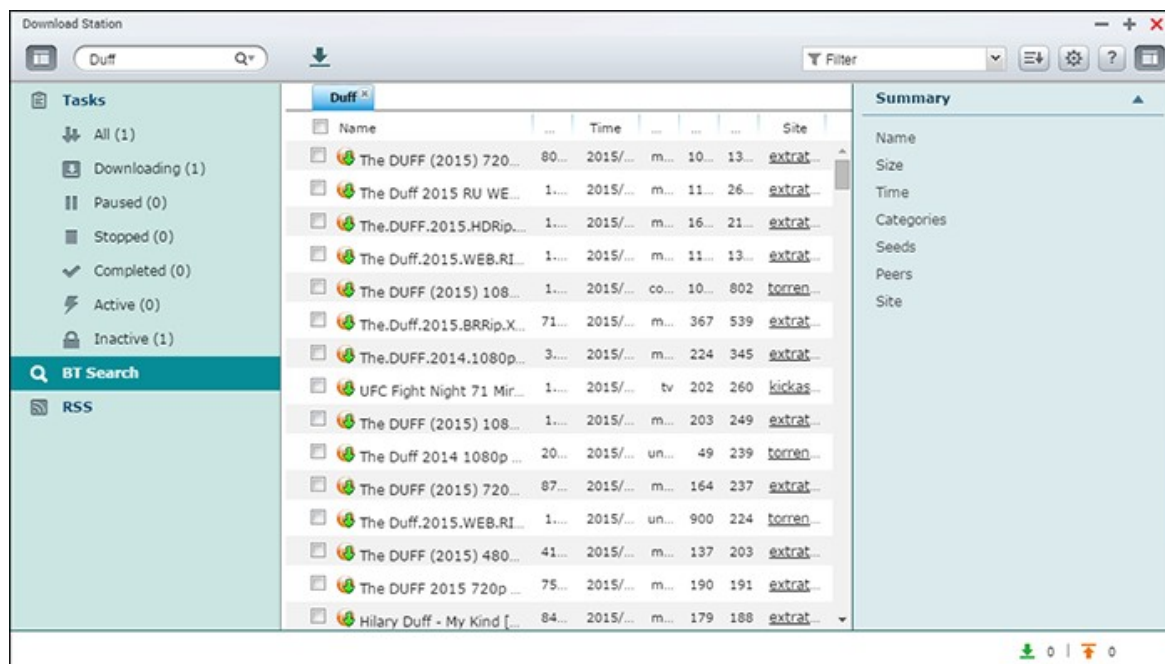 Download Station
Duff
Filter
?
Tasks
All (1)
Downloading (1)
Paused (0)
Stopped (0)
Completed (0)
Active (0)
Inactive (1)
BT Search
RSS
Duff
Name ... Time ... ... ... Site
The DUFF (2015) 720... 80... 2015/... m... 10... 13... extrat...
The Duff 2015 RU WE... 1.... 2015/... m... 11... 26... extrat...
The.DUFF.2015.HDRip.... 1.... 2015/... m... 16... 21... extrat...
The Duff.2015.WEB.RI... 1.... 2015/... m... 11... 13... extrat...
The DUFF (2015) 108... 1.... 2015/... co... 10... 802 torren...
The.Duff.2015.BRRip.X... 71... 2015/... m... 367 539 extrat...
The.DUFF.2014.1080p... 3.... 2015/... m... 224 345 extrat...
UFC Fight Night 71 Mir... 1.... 2015/... tv 202 260 kickas...
The DUFF (2015) 108... 1.... 2015/... m... 203 249 extrat...
The Duff 2014 1080p ... 20... 2015/... un... 49 239 torren...
The DUFF (2015) 720... 87... 2015/... m... 164 237 extrat...
The Duff.2015.WEB.RI... 1.... 2015/... un... 900 224 torren...
The DUFF (2015) 480... 41... 2015/... m... 137 203 extrat...
The DUFF 2015 720p ... 75... 2015/... m... 190 191 extrat...
Hilary Duff - My Kind [... 84... 2015/... m... 179 188 extrat...
Summary
Name
Size
Time
Categories
Seeds
Peers
Site
0 | 0